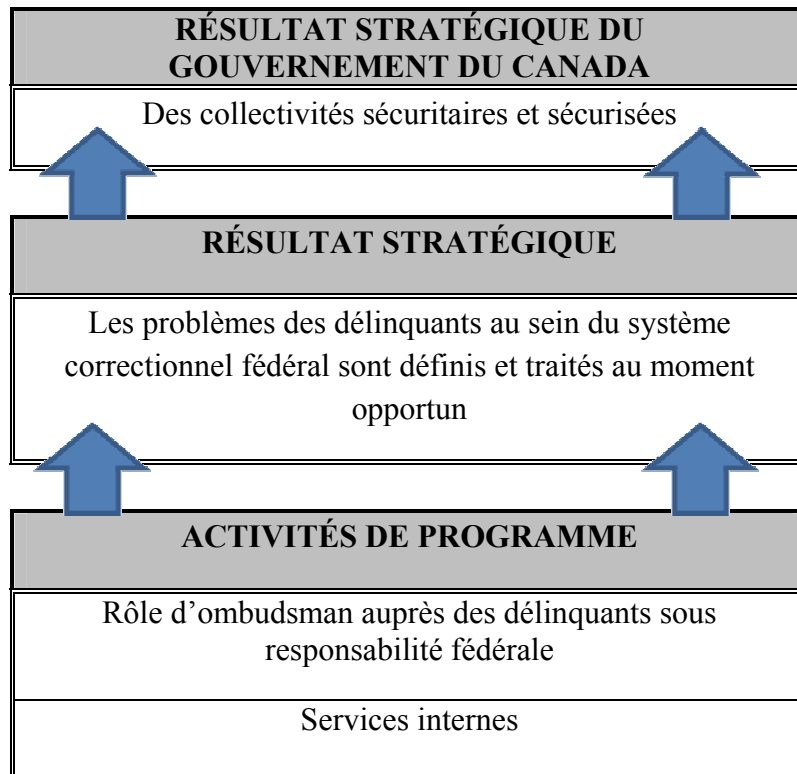 RÉSULTAT STRATÉGIQUE DU
GOUVERNEMENT DU CANADA
Des collectivités sécuritaires et sécurisées
RÉSULTAT STRATÉGIQUE
Les problèmes des délinquants au sein du système
correctionnel fédéral sont définis et traités au moment
opportun
ACTIVITÉS DE PROGRAMME
Rôle d’ombudsman auprès des délinquants sous
responsabilité fédérale
Services internes